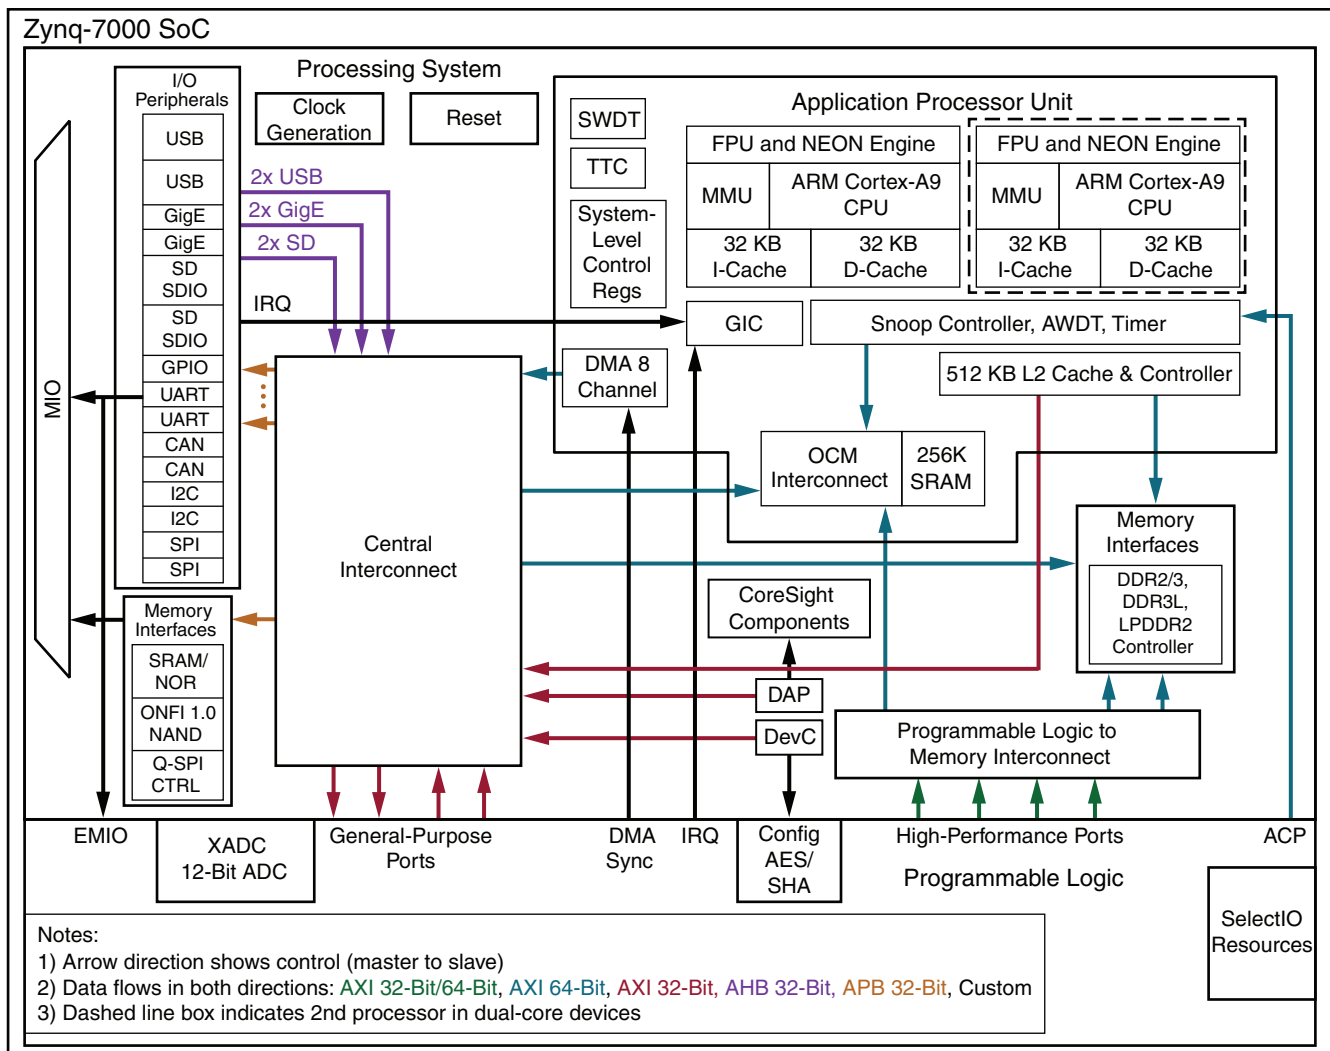 Zynq-7000 SoC
Processing System
I/O
Peripherals
USB
USB
GigE
GigE
SD
SDIO
SD
SDIO
GPIO
UART
UART
CAN
CAN
I2C
I2C
SPI
SPI
MIO
Clock
Generation
Reset
2x USB
2x GigE
2x SD
IRQ
Application Processor Unit
SWDT
TTC
System-
Level
Control
Regs
FPU and NEON Engine
MMU
ARM Cortex-A9
CPU
32 KB
I-Cache
32 KB
D-Cache
FPU and NEON Engine
MMU
ARM Cortex-A9
CPU
32 KB
I-Cache
32 KB
D-Cache
GIC
Snoop Controller, AWDT, Timer
DMA 8
Channel
512 KB L2 Cache & Controller
OCM
Interconnect
256K
SRAM
Central
Interconnect
Memory
Interfaces
DDR2/3,
DDR3L,
LPDDR2
Controller
CoreSight
Components
DAP
DevC
Programmable Logic to
Memory Interconnect
Memory
Interfaces
SRAM/
NOR
ONFI 1.0
NAND
Q-SPI
CTRL
EMIO
XADC
12-Bit ADC
General-Purpose
Ports
DMA
Sync
IRQ
Config
AES/
SHA
High-Performance Ports
ACP
Programmable Logic
SelectIO
Resources
Notes:
1) Arrow direction shows control (master to slave)
2) Data flows in both directions: AXI 32-Bit/64-Bit, AXI 64-Bit, AXI 32-Bit, AHB 32-Bit, APB 32-Bit, Custom
3) Dashed line box indicates 2nd processor in dual-core devices